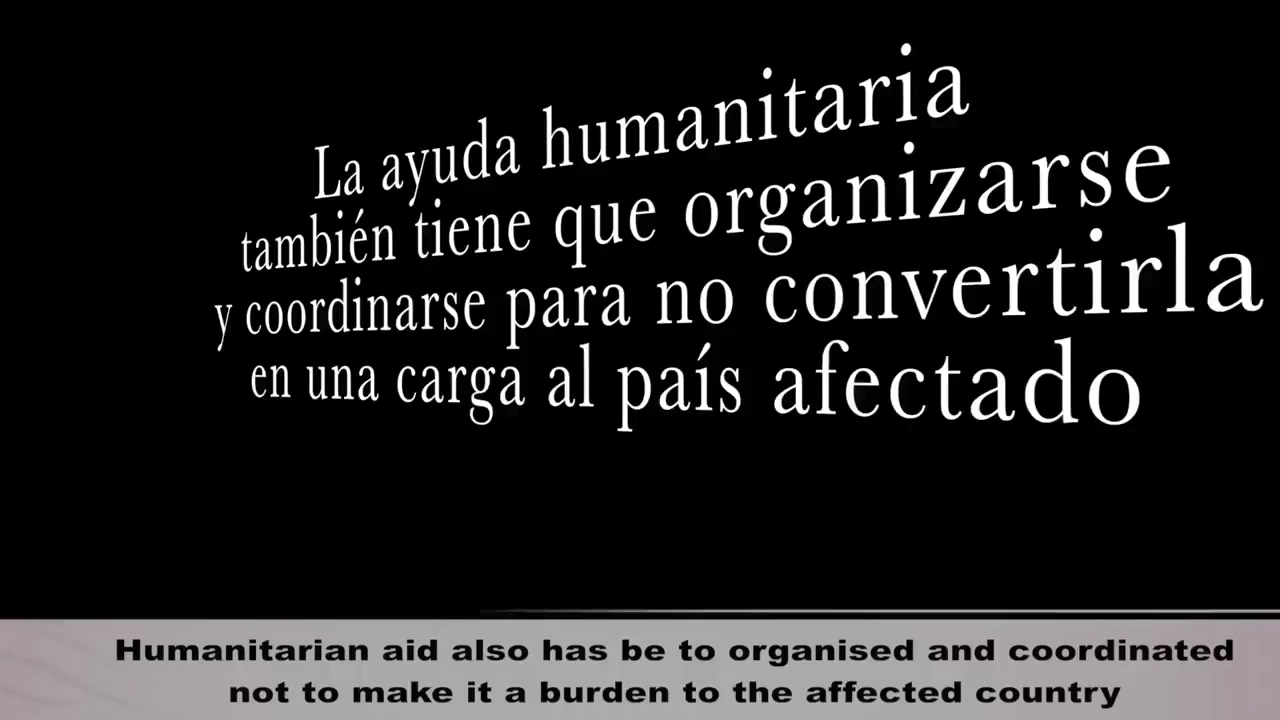 La ayuda humanitaria
también tiene que organizarse
y coordinarse para no convertirla
en una carga al país afectado
Humanitarian aid also has be to organised and coordinated
not to make it a burden to the affected country